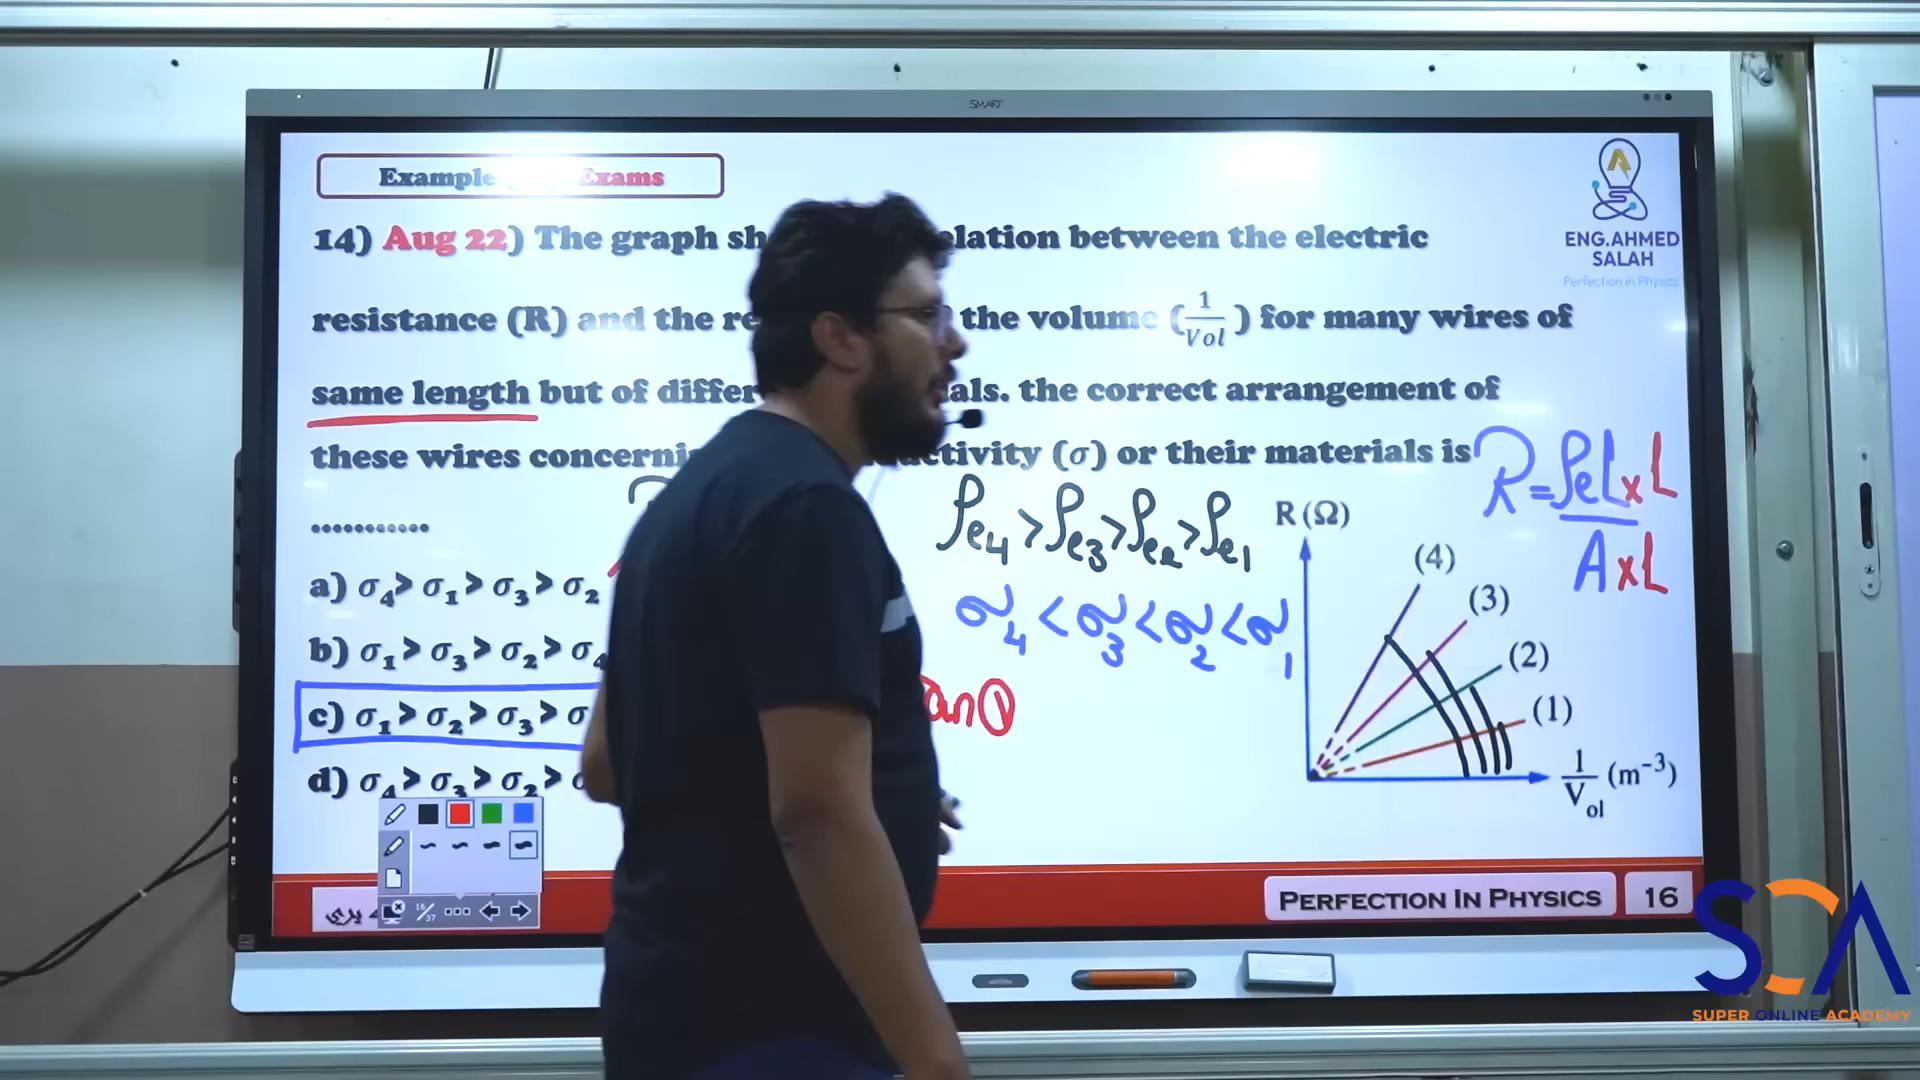 SMART
Example Exams
ENG.AHMED
SALAH
Perfection in Physics
14) Aug 22) The graph sh elation between the electric
resistance (R) and the re the volume (1/Vol) for many wires of
same length but of differ als. the correct arrangement of
these wires concerni ctivity (σ) or their materials is
...........
R = ρeL×L / A×L
ρe4 > ρe3 > ρe2 > ρe1
σ4 < σ3 < σ2 < σ1
a) σ4 > σ1 > σ3 > σ2
b) σ1 > σ3 > σ2 > σ4
c) σ1 > σ2 > σ3 > σ
d) σ4 > σ3 > σ2 > σ
R (Ω)
(4)
(3)
(2)
(1)
1/Vol (m⁻³)
16/37
PERFECTION IN PHYSICS 16
SOA
SUPER ONLINE ACADEMY